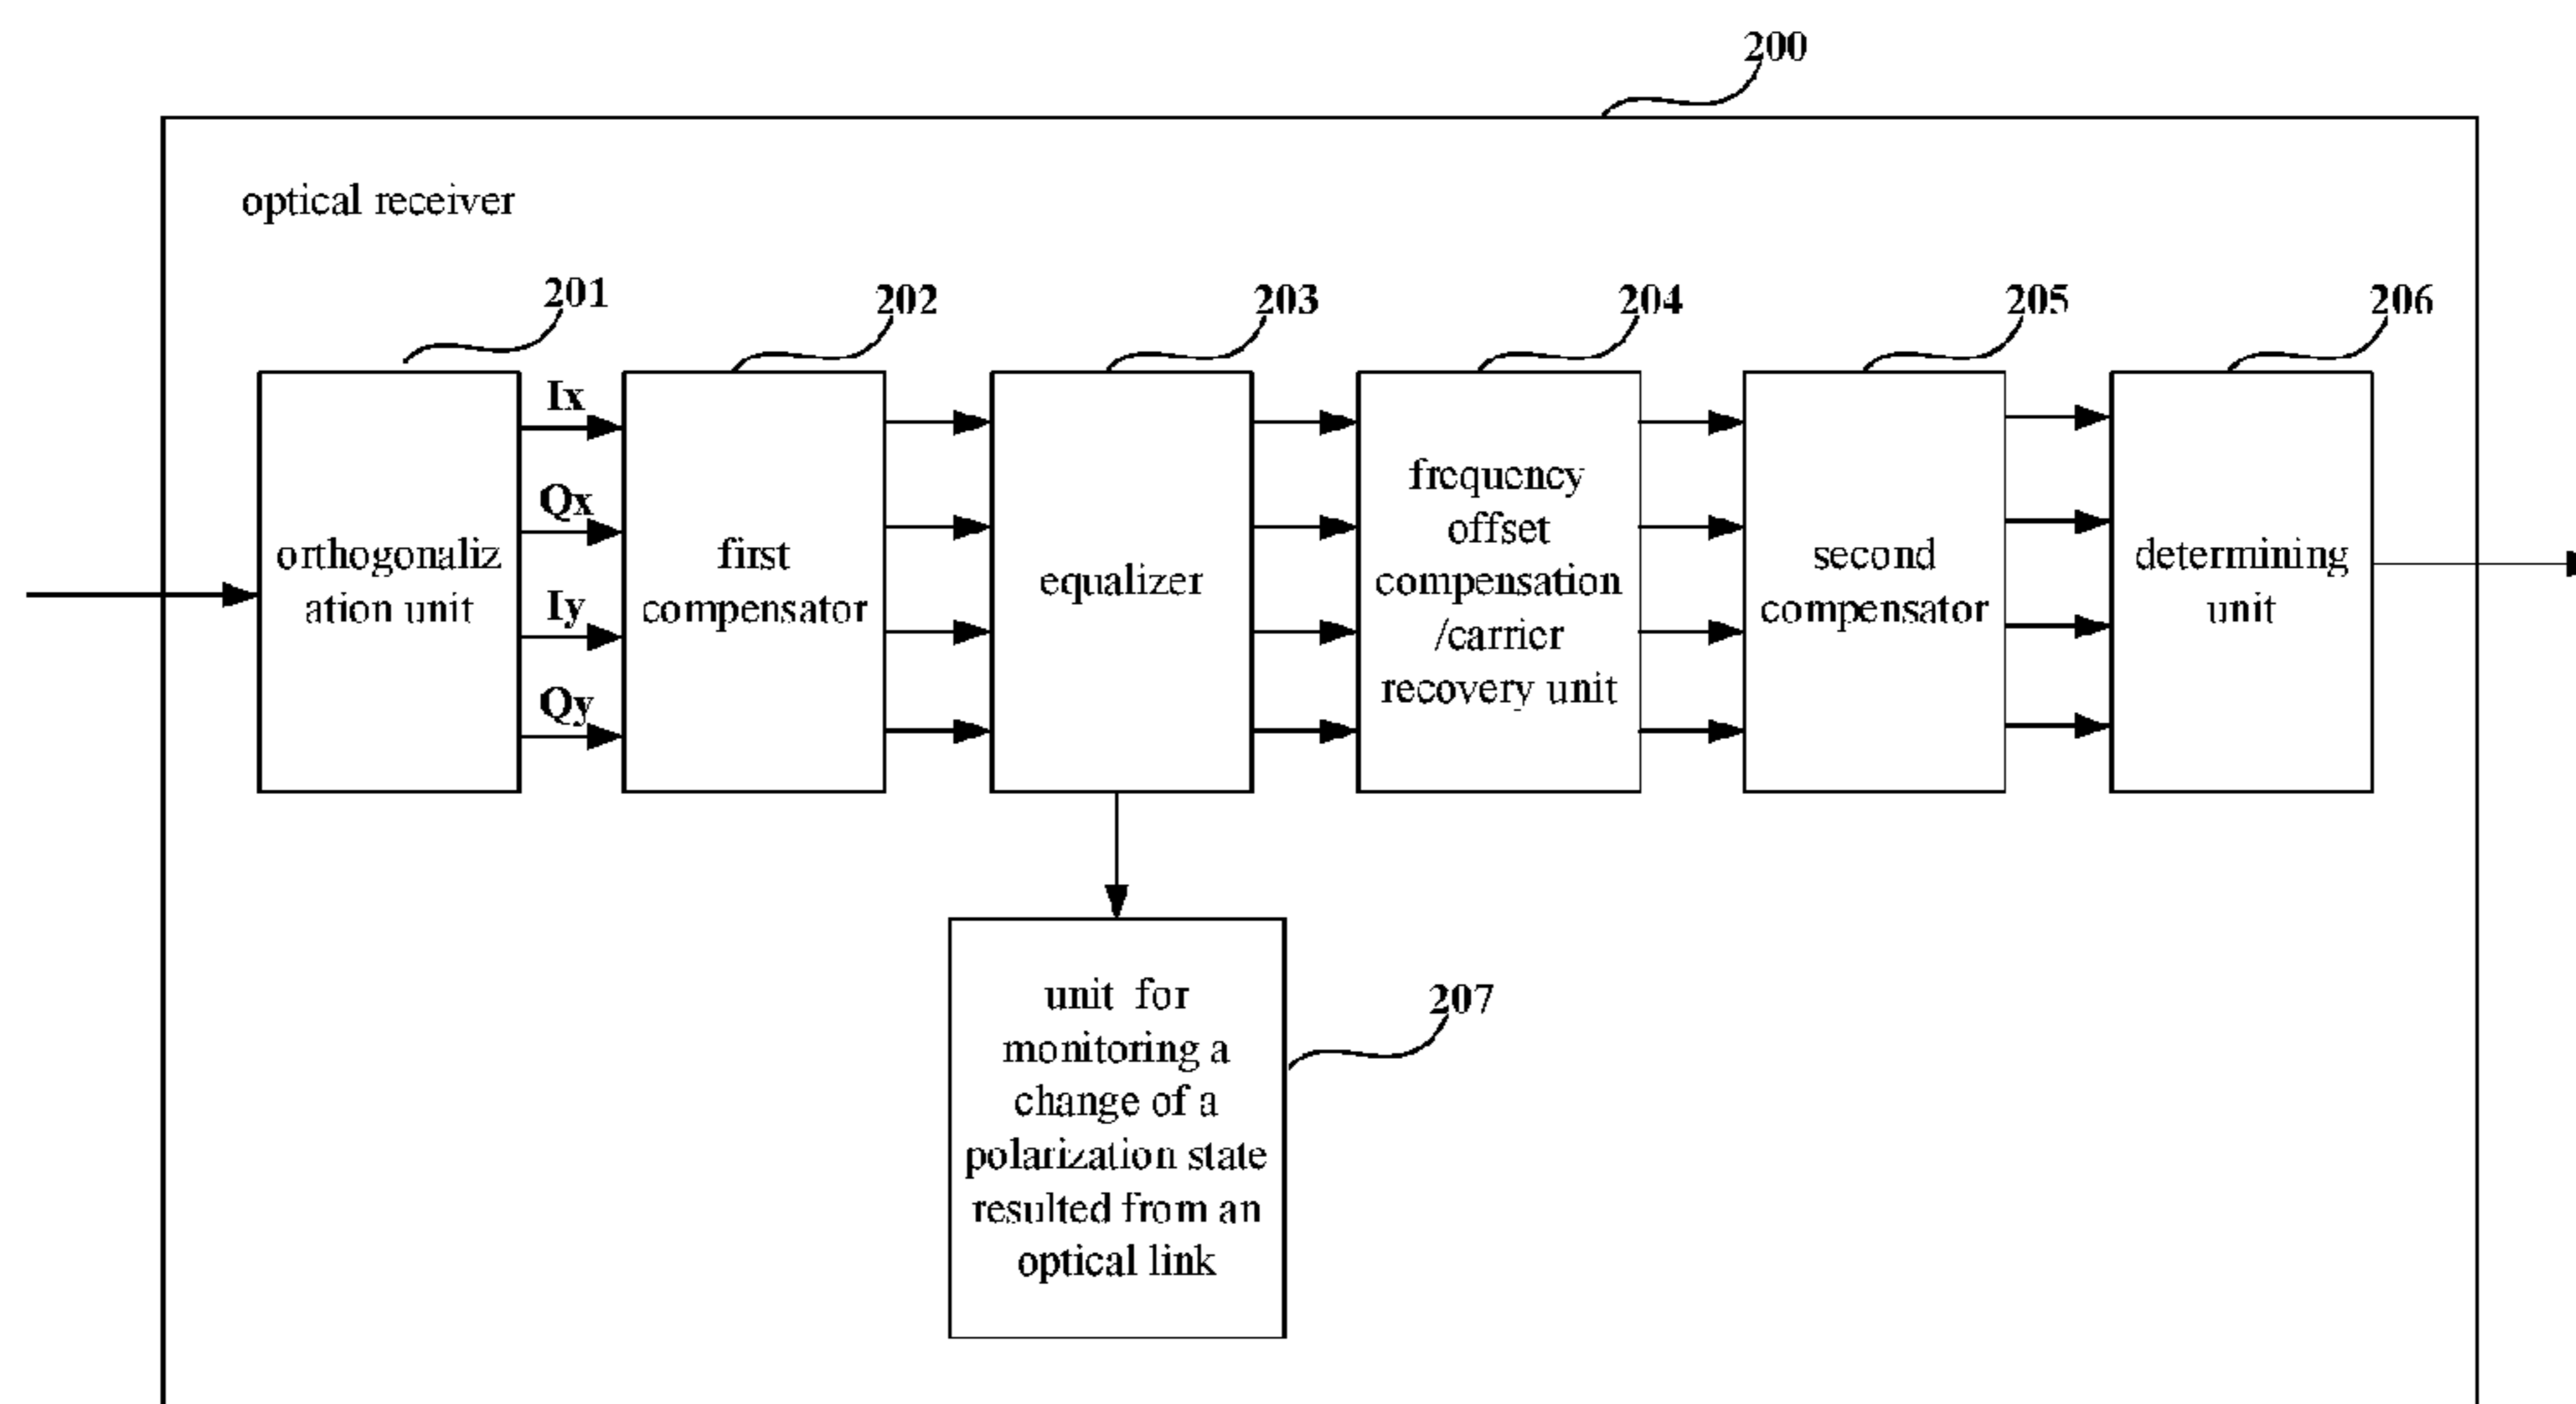 200
optical receiver
201
202
203
204
205
206
Ix
Qx
Iy
Qy
orthogonaliz
ation unit
first
compensator
equalizer
frequency
offset
compensation
/carrier
recovery unit
second
compensator
determining
unit
unit for
monitoring a
change of a
polarization state
resulted from an
optical link
207